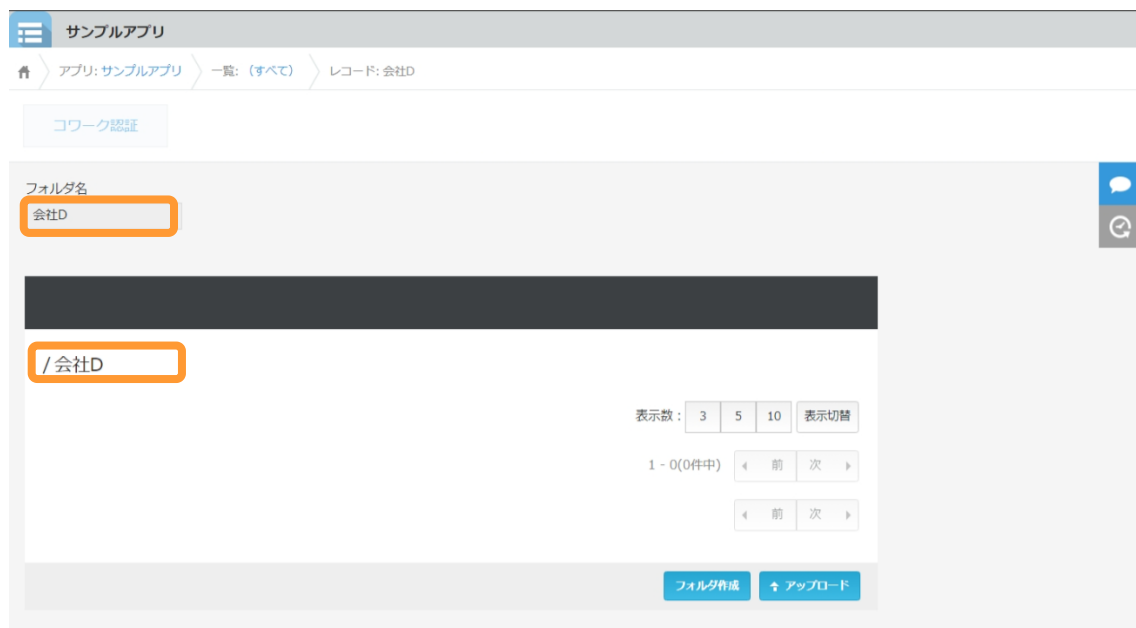 サンプルアプリ
アプリ: サンプルアプリ 一覧: (すべて) レコード: 会社D
コワーク認証
フォルダ名
会社D
/ 会社D
表示数： 3 5 10 表示切替
1 - 0(0件中) 前 次
前 次
フォルダ作成 アップロード